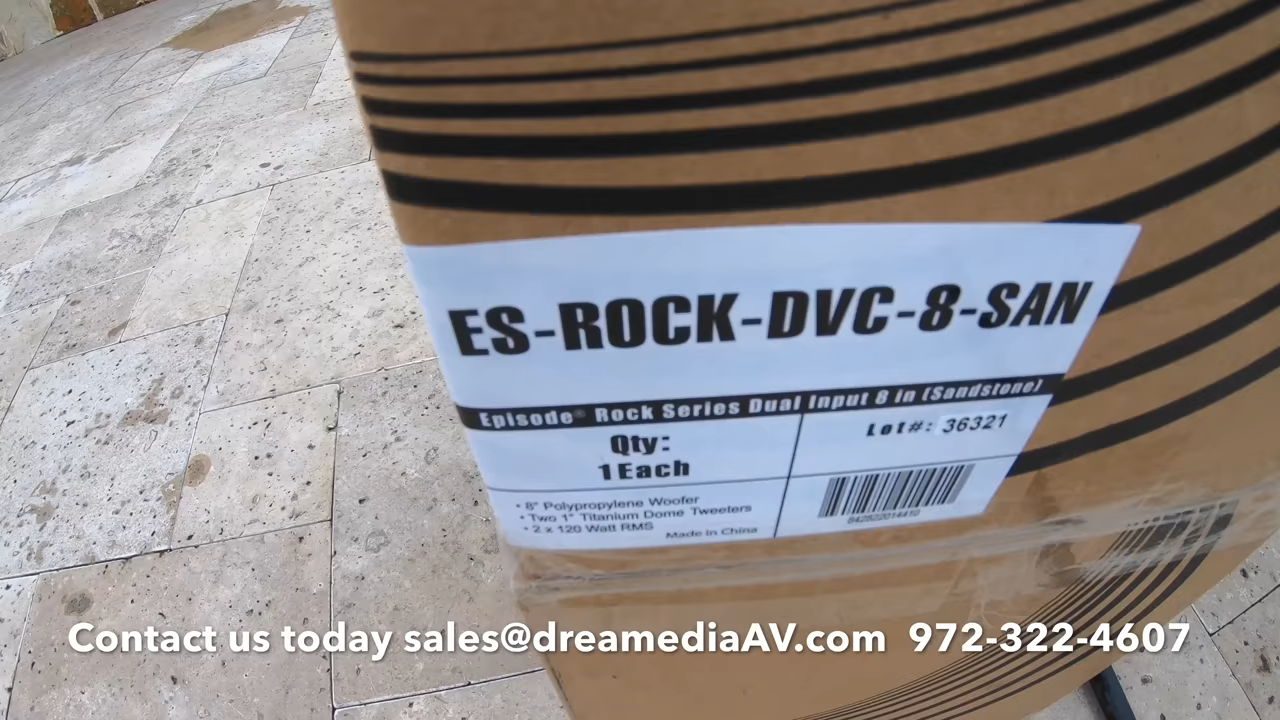 ES-ROCK-DVC-8-SAN
Episode® Rock Series Dual Input 8 in (Sandstone)
Qty:
1Each
Lot#: 36321
• 8" Polypropylene Woofer
• Two 1" Titanium Dome Tweeters
• 2 x 120 Watt RMS
Made in China
Contact us today sales@dreamediaAV.com 972-322-4607